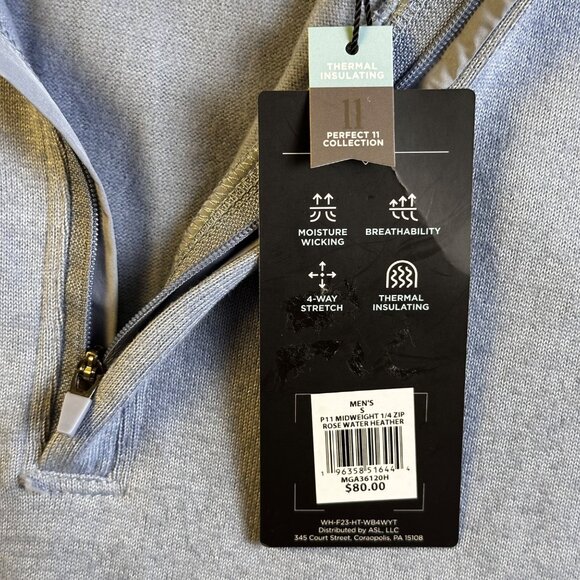 THERMAL
INSULATING
11
PERFECT 11
COLLECTION
MOISTURE
WICKING
BREATHABILITY
4-WAY
STRETCH
THERMAL
INSULATING
MEN'S
S
P11 MIDWEIGHT 1/4 ZIP
ROSE WATER HEATHER
1 96358 51644 4
MGA36120H
$80.00
WH-F23-HT-WB4WYT
Distributed by ASL, LLC
345 Court Street, Coraopolis, PA 15108